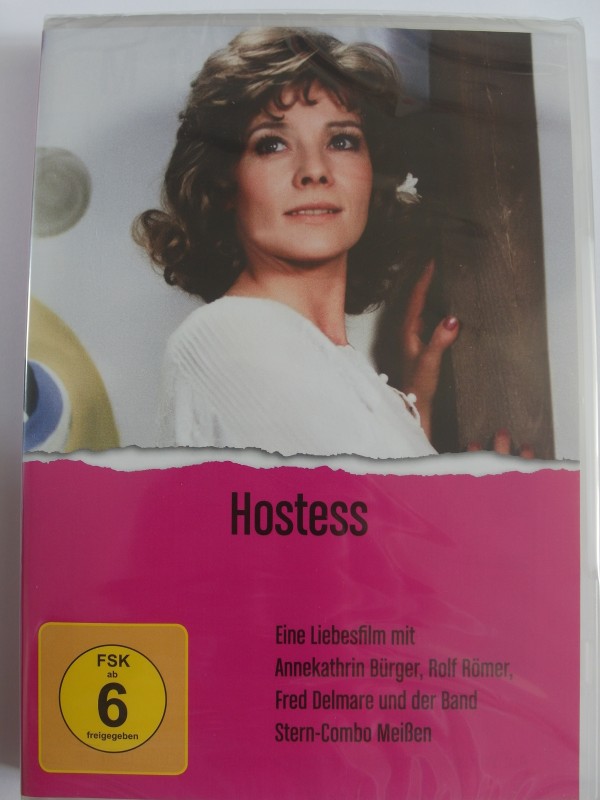 Hostess
Eine Liebesfilm mit
Annekathrin Bürger, Rolf Römer,
Fred Delmare und der Band
Stern-Combo Meißen
FSK
ab
6
freigegeben